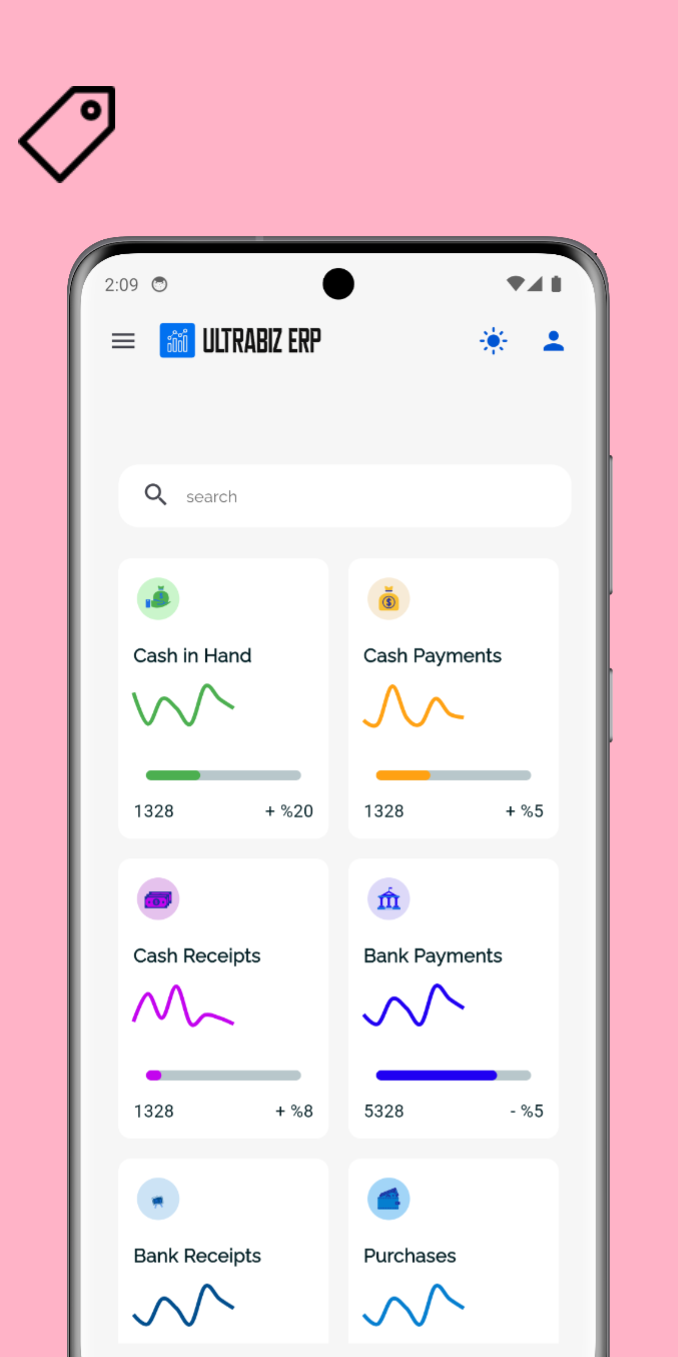 2:09
ULTRABIZ ERP
search
Cash in Hand
1328 + %20
Cash Payments
1328 + %5
Cash Receipts
1328 + %8
Bank Payments
5328 - %5
Bank Receipts
Purchases